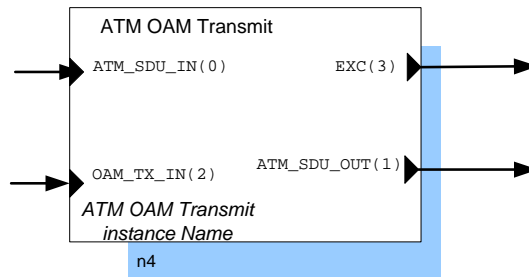 ATM OAM Transmit
ATM_SDU_IN(0)
EXC(3)
OAM_TX_IN(2)
ATM_SDU_OUT(1)
ATM OAM Transmit
instance Name
n4